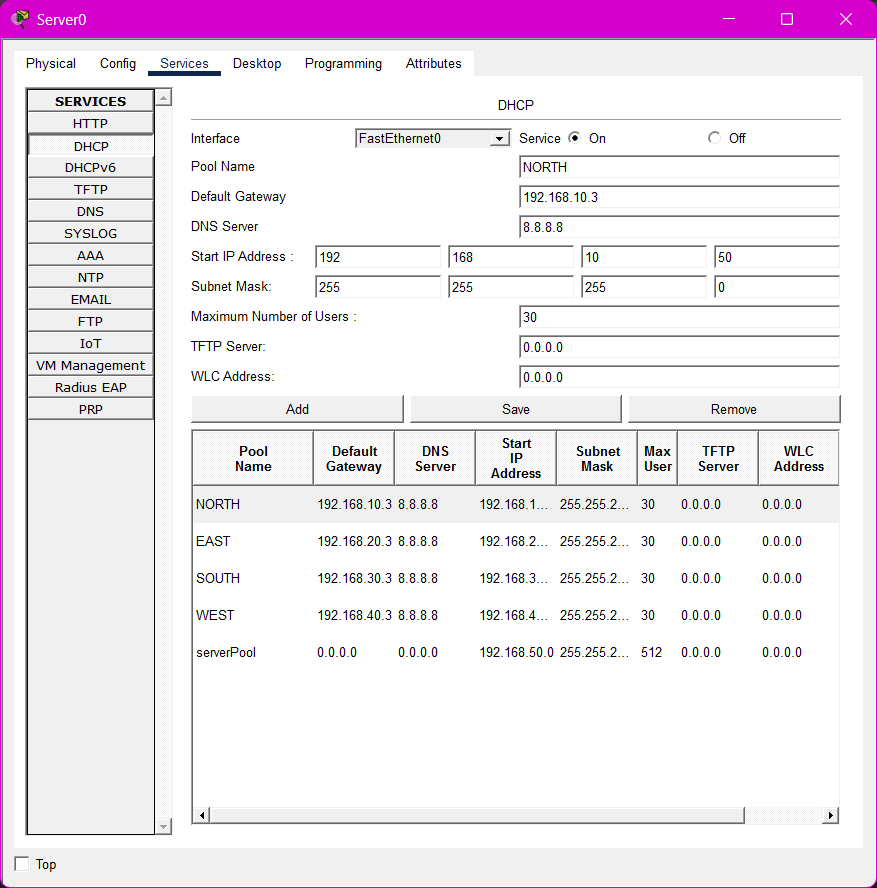 Server0
Physical Config Services Desktop Programming Attributes
SERVICES
HTTP
DHCP
DHCPv6
TFTP
DNS
SYSLOG
AAA
NTP
EMAIL
FTP
IoT
VM Management
Radius EAP
PRP
DHCP
Interface FastEthernet0 Service On Off
Pool Name NORTH
Default Gateway 192.168.10.3
DNS Server 8.8.8.8
Start IP Address : 192 168 10 50
Subnet Mask: 255 255 255 0
Maximum Number of Users : 30
TFTP Server: 0.0.0.0
WLC Address: 0.0.0.0
Add Save Remove
Pool Name Default Gateway DNS Server Start IP Address Subnet Mask Max User TFTP Server WLC Address
NORTH 192.168.10.3 8.8.8.8 192.168.1... 255.255.2... 30 0.0.0.0 0.0.0.0
EAST 192.168.20.3 8.8.8.8 192.168.2... 255.255.2... 30 0.0.0.0 0.0.0.0
SOUTH 192.168.30.3 8.8.8.8 192.168.3... 255.255.2... 30 0.0.0.0 0.0.0.0
WEST 192.168.40.3 8.8.8.8 192.168.4... 255.255.2... 30 0.0.0.0 0.0.0.0
serverPool 0.0.0.0 0.0.0.0 192.168.50.0 255.255.2... 512 0.0.0.0 0.0.0.0
Top